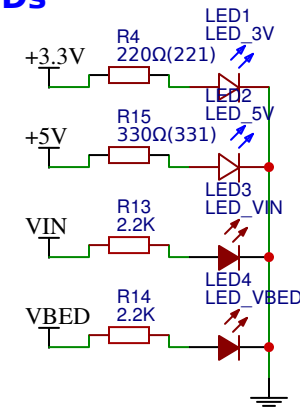 Ds
LED1
LED_3V
+3.3V
R4
220Ω(221)
LED2
LED_5V
+5V
R15
330Ω(331)
LED3
LED_VIN
VIN
R13
2.2K
LED4
LED_VBED
VBED
R14
2.2K